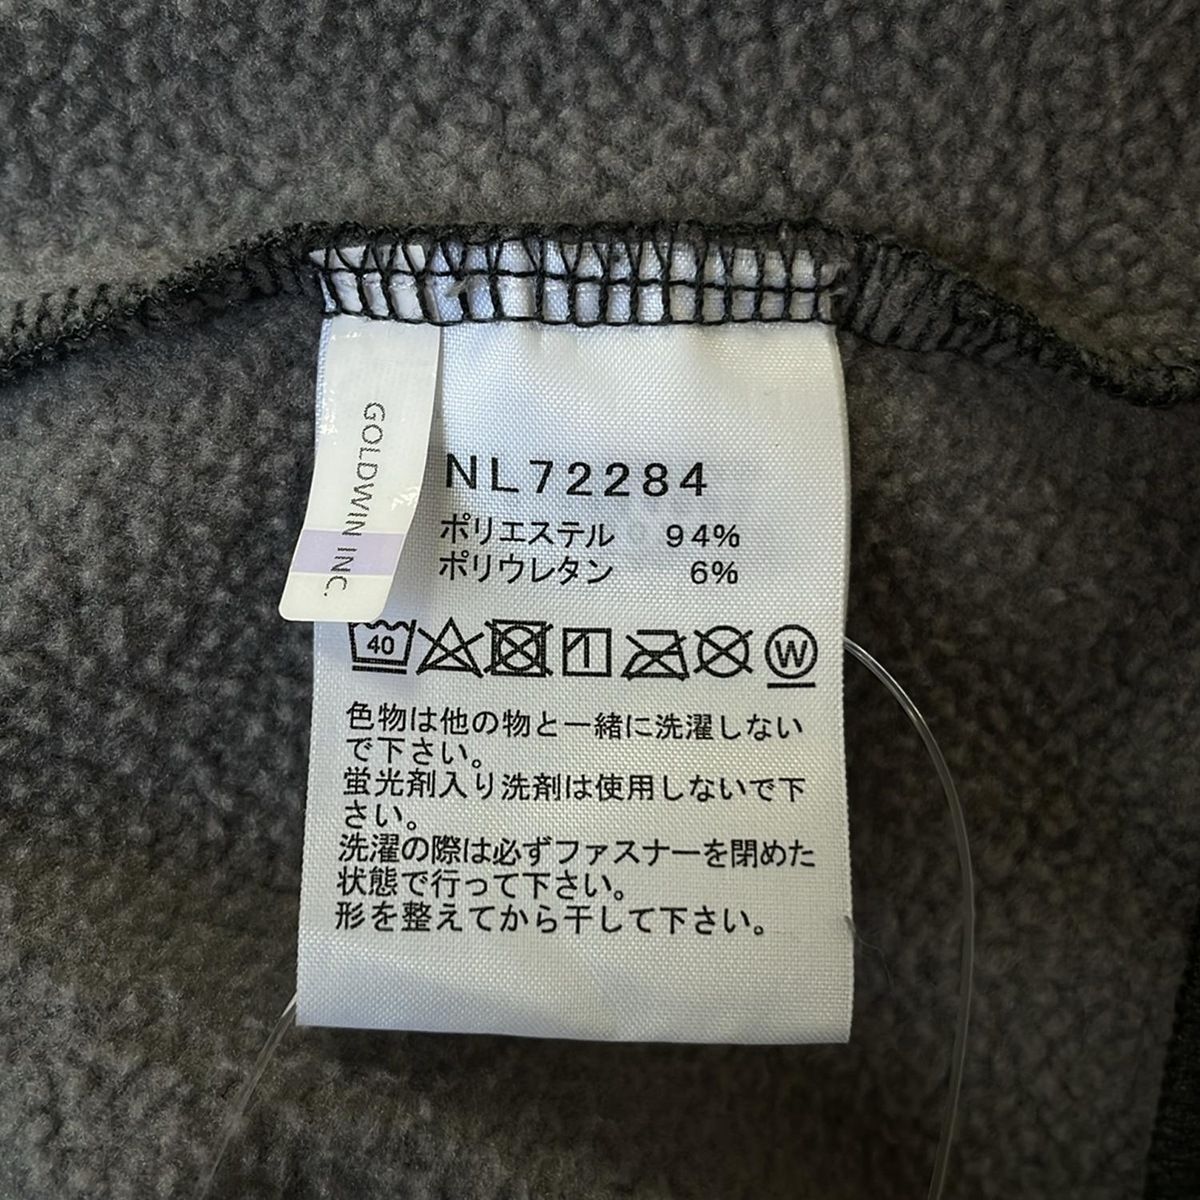 GOLDWIN INC.
NL72284
ポリエステル 94%
ポリウレタン 6%
40
W
色物は他の物と一緒に洗濯しない
で下さい。
蛍光剤入り洗剤は使用しないで下
さい。
洗濯の際は必ずファスナーを閉めた
状態で行って下さい。
形を整えてから干して下さい。